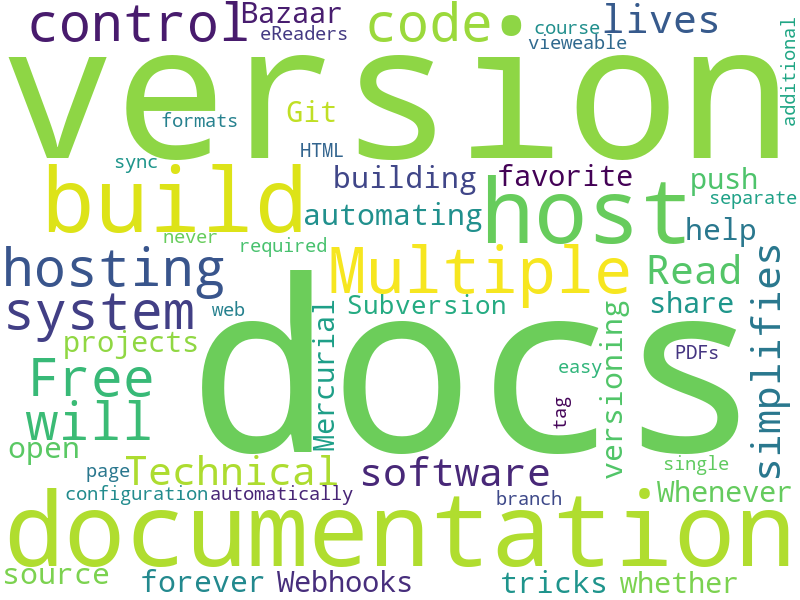 control
Bazaar
eReaders
code
course
vieweable
lives
additional
version
formats
Git
HTML
sync
build
building
favorite
push
separate
automating
host
help
never
required
hosting
Multiple
Read
simplifies
system
web
Mercurial
Subversion
versioning
share
projects
docs
PDFs
Free
easy
will
tag
open
page
Technical
software
single
configuration
automatically
branch
Whenever
documentation
source
forever
Webhooks
tricks
whether